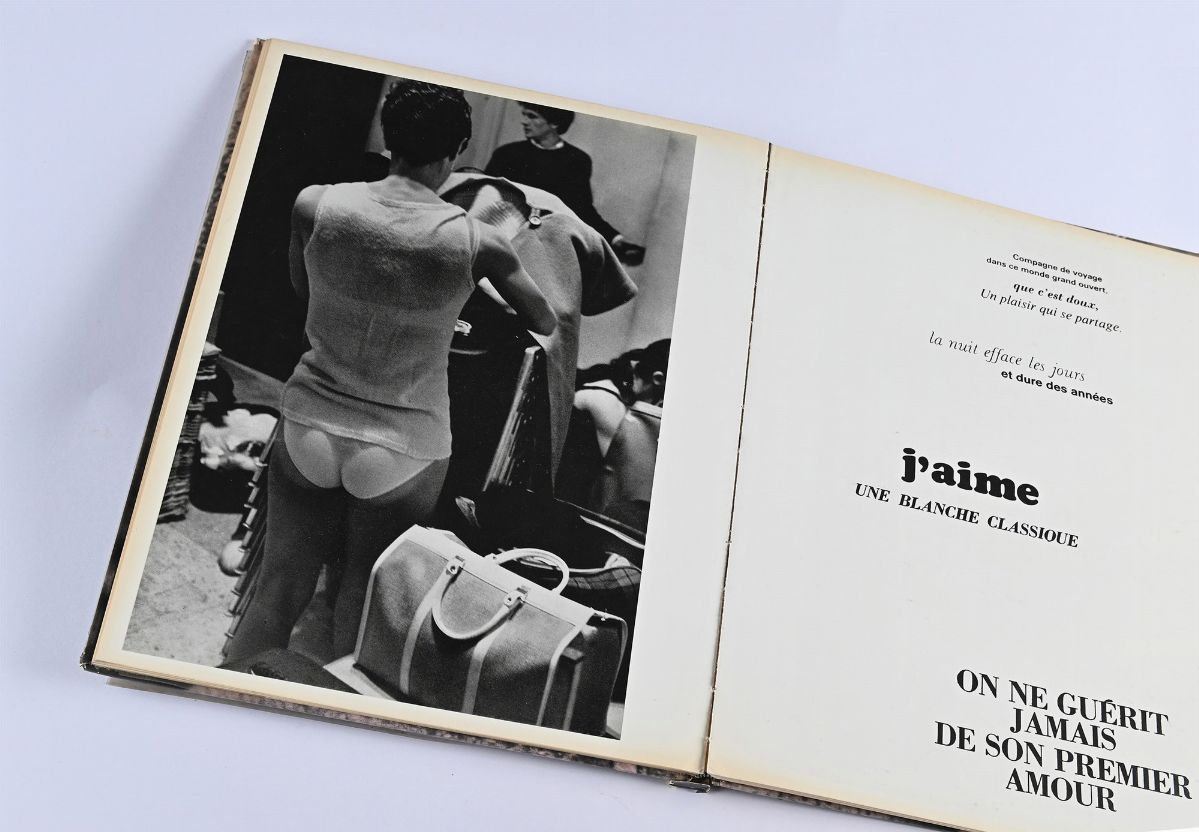 Compagne de voyage
dans ce monde grand ouvert.
que c'est doux,
Un plaisir qui se partage.
la nuit efface les jours
et dure des années
j'aime
UNE BLANCHE CLASSIQUE
ON NE GUÉRIT
JAMAIS
DE SON PREMIER
AMOUR